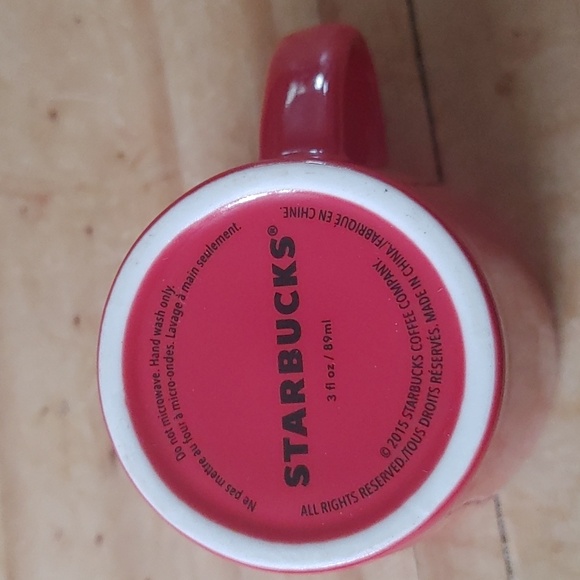 Do not microwave. Hand wash only.
Ne pas mettre au four à micro-ondes. Lavage à main seulement.
STARBUCKS®
3 fl oz / 89ml
© 2015 STARBUCKS COFFEE COMPANY.
ALL RIGHTS RESERVED./TOUS DROITS RÉSERVÉS. MADE IN CHINA./FABRIQUÉ EN CHINE.